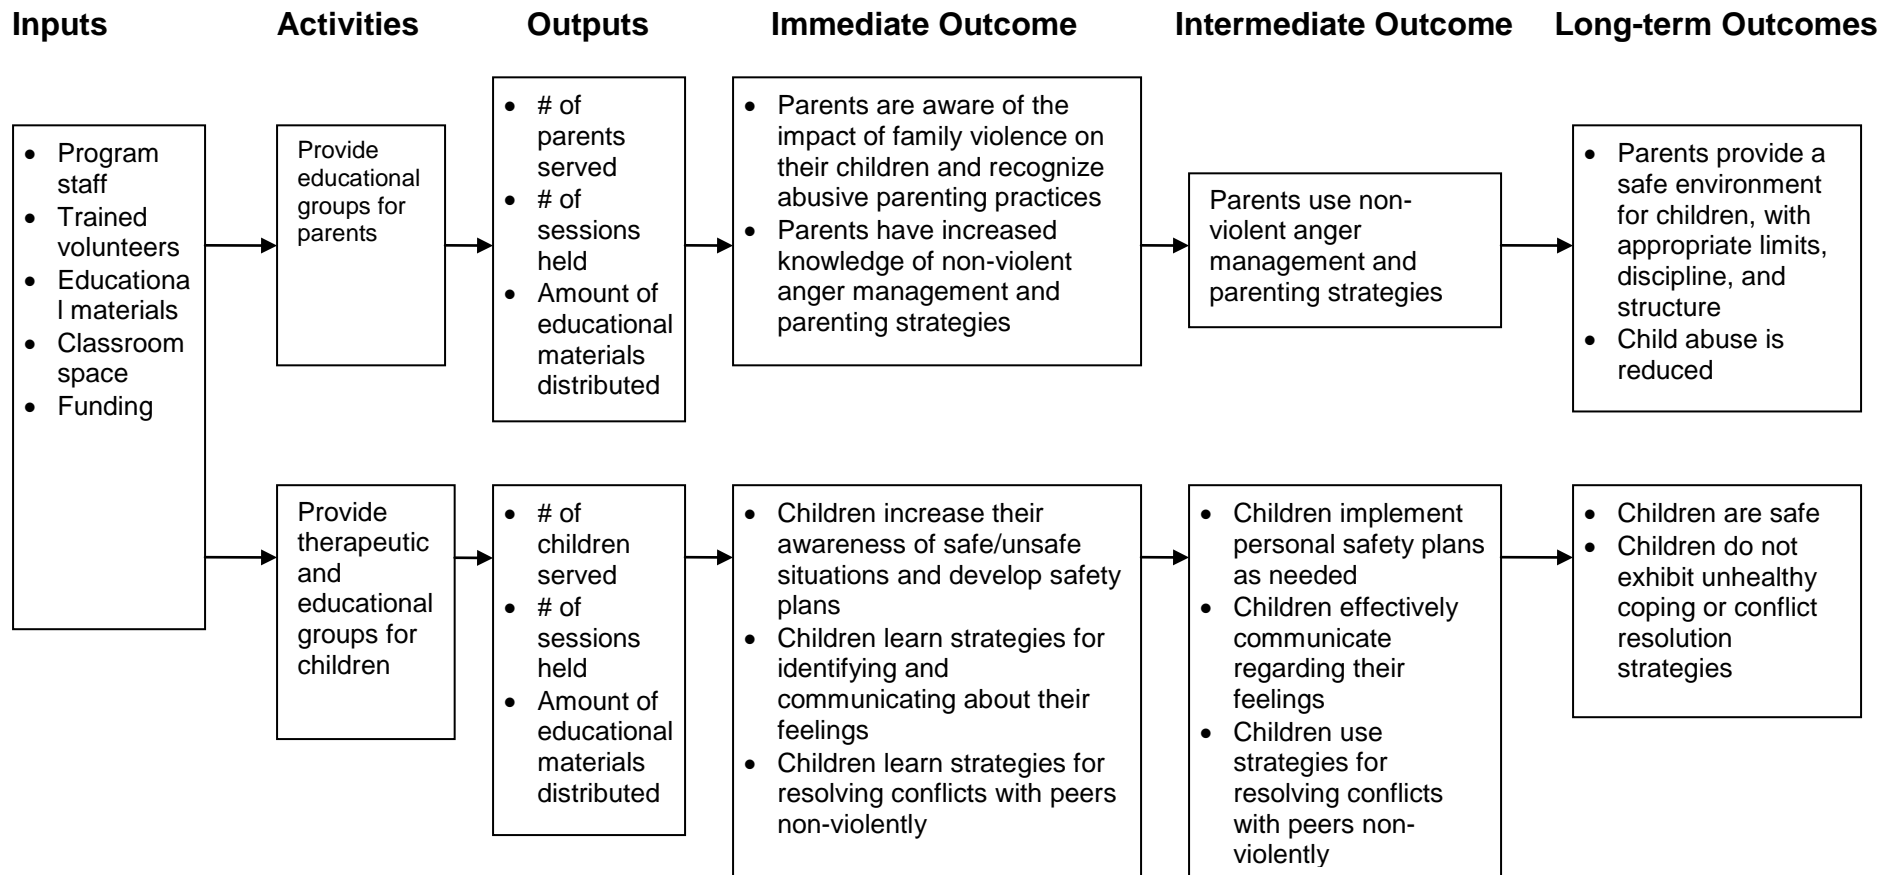 Inputs
Activities
Outputs
Immediate Outcome
Intermediate Outcome
Long-term Outcomes
• Program
staff
• Trained
volunteers
• Educationa
l materials
• Classroom
space
• Funding
Provide
educational
groups for
parents
• # of
parents
served
• # of
sessions
held
• Amount of
educational
materials
distributed
• Parents are aware of the
impact of family violence on
their children and recognize
abusive parenting practices
• Parents have increased
knowledge of non-violent
anger management and
parenting strategies
Parents use non-
violent anger
management and
parenting strategies
• Parents provide a
safe environment
for children, with
appropriate limits,
discipline, and
structure
• Child abuse is
reduced
Provide
therapeutic
and
educational
groups for
children
• # of
children
served
• # of
sessions
held
• Amount of
educational
materials
distributed
• Children increase their
awareness of safe/unsafe
situations and develop safety
plans
• Children learn strategies for
identifying and
communicating about their
feelings
• Children learn strategies for
resolving conflicts with peers
non-violently
• Children implement
personal safety plans
as needed
• Children effectively
communicate
regarding their
feelings
• Children use
strategies for
resolving conflicts
with peers non-
violently
• Children are safe
• Children do not
exhibit unhealthy
coping or conflict
resolution
strategies